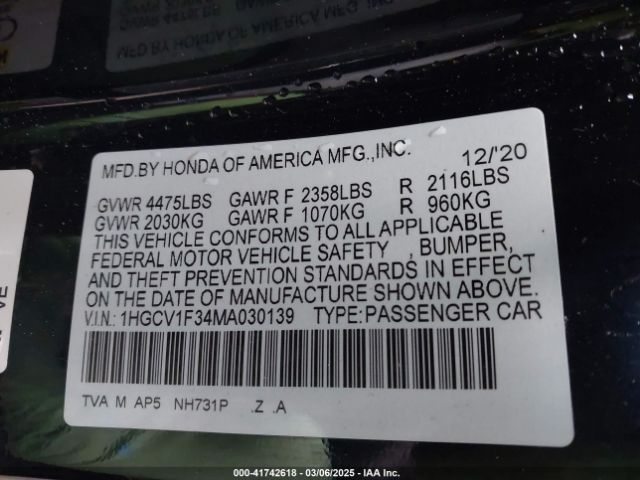 MFD.BY HONDA OF AMERICA MFG.,INC. 12/'20
GVWR 4475LBS GAWR F 2358LBS R 2116LBS
GVWR 2030KG GAWR F 1070KG R 960KG
THIS VEHICLE CONFORMS TO ALL APPLICABLE
FEDERAL MOTOR VEHICLE SAFETY , BUMPER,
AND THEFT PREVENTION STANDARDS IN EFFECT
ON THE DATE OF MANUFACTURE SHOWN ABOVE.
V.I.N.: 1HGCV1F34MA030139 TYPE:PASSENGER CAR
TVA M AP5 NH731P .Z .A
000-41742618 - 03/06/2025 - IAA Inc.